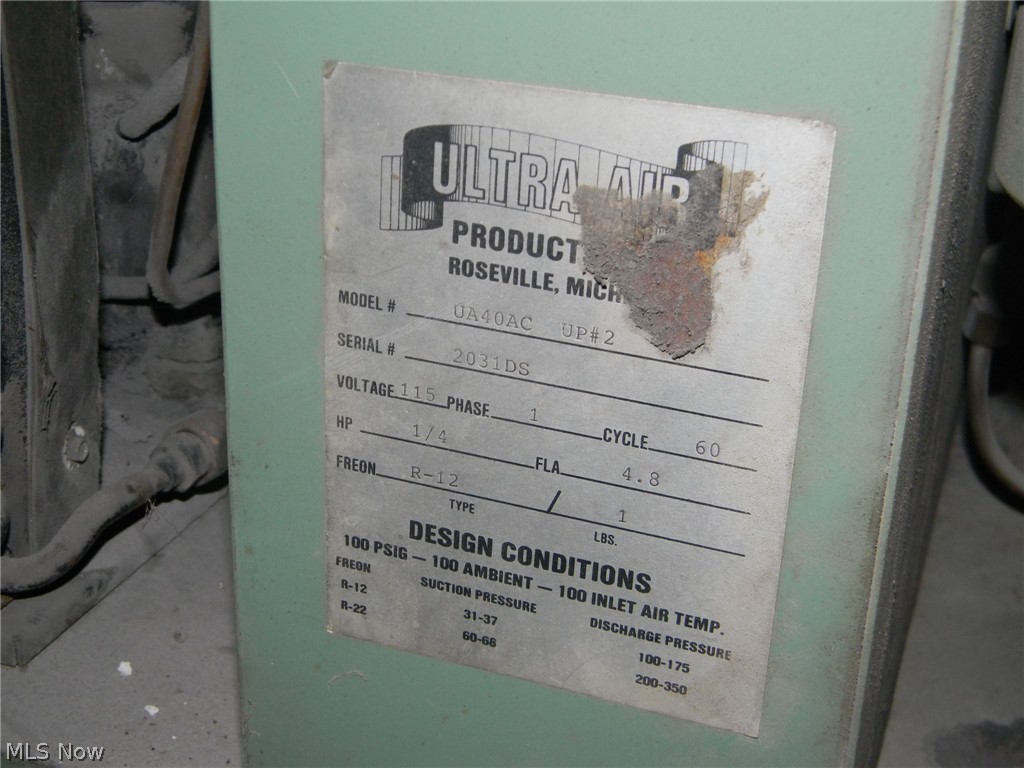 ULTRA AIR
PRODUCT
ROSEVILLE, MICH
MODEL # UA40AC UP#2
SERIAL # 2031DS
VOLTAGE 115 PHASE 1 CYCLE 60
HP 1/4 FLA 4.8
FREON R-12 / 1
TYPE LBS.
DESIGN CONDITIONS
100 PSIG — 100 AMBIENT — 100 INLET AIR TEMP.
FREON SUCTION PRESSURE DISCHARGE PRESSURE
R-12 31-37 100-175
R-22 60-68 200-350
MLS Now